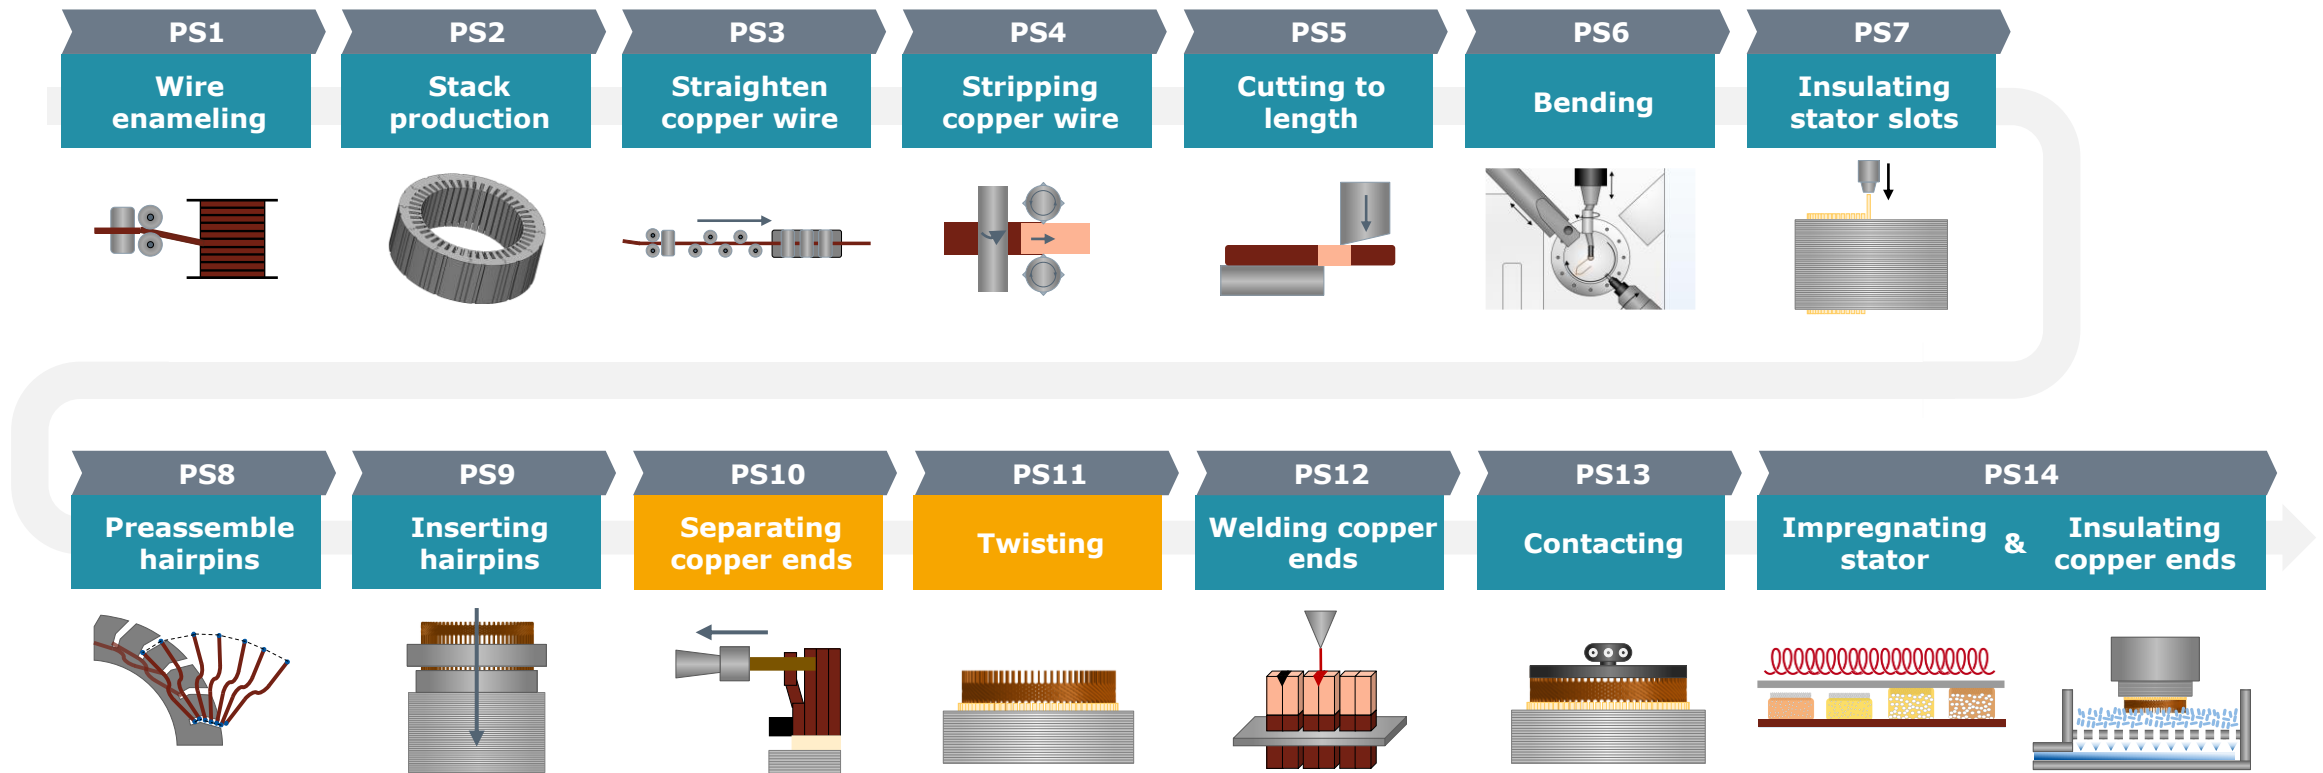 PS1
Wire
enameling
PS2
Stack
production
PS3
Straighten
copper wire
PS4
Stripping
copper wire
PS5
Cutting to
length
PS6
Bending
PS7
Insulating
stator slots
PS8
Preassemble
hairpins
PS9
Inserting
hairpins
PS10
Separating
copper ends
PS11
Twisting
PS12
Welding copper
ends
PS13
Contacting
PS14
Impregnating
stator
&
Insulating
copper ends